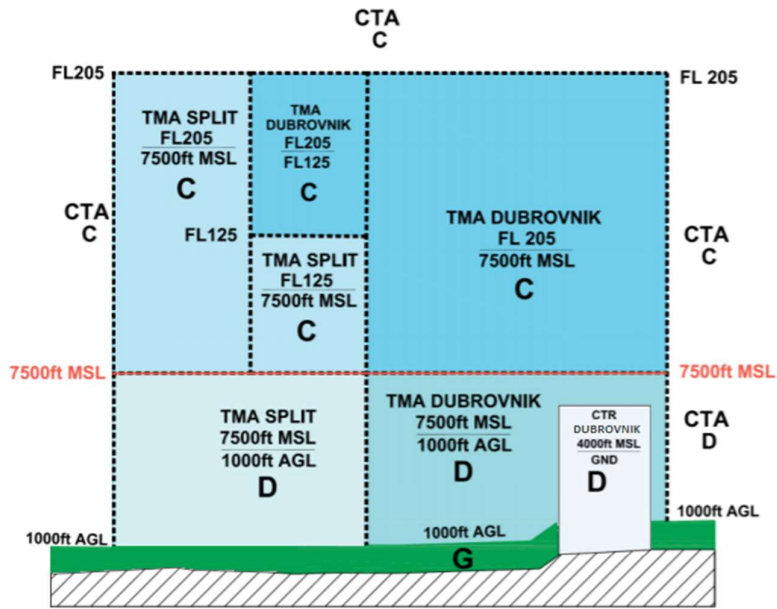 CTA
C
FL205
FL 205
TMA SPLIT
FL205
7500ft MSL
C
TMA
DUBROVNIK
FL205
FL125
C
CTA
C
FL125
TMA SPLIT
FL125
7500ft MSL
C
TMA DUBROVNIK
FL 205
7500ft MSL
C
CTA
C
7500ft MSL
7500ft MSL
TMA SPLIT
7500ft MSL
1000ft AGL
D
TMA DUBROVNIK
7500ft MSL
1000ft AGL
D
CTR
DUBROVNIK
4000ft MSL
GND
D
CTA
D
1000ft AGL
1000ft AGL
1000ft AGL
G